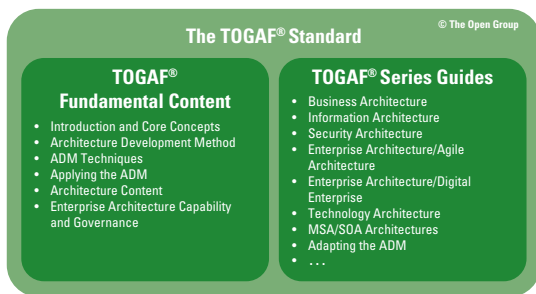 © The Open Group
The TOGAF® Standard
TOGAF®
Fundamental Content
• Introduction and Core Concepts
• Architecture Development Method
• ADM Techniques
• Applying the ADM
• Architecture Content
• Enterprise Architecture Capability
and Governance
TOGAF® Series Guides
• Business Architecture
• Information Architecture
• Security Architecture
• Enterprise Architecture/Agile
Architecture
• Enterprise Architecture/Digital
Enterprise
• Technology Architecture
• MSA/SOA Architectures
• Adapting the ADM
• ...